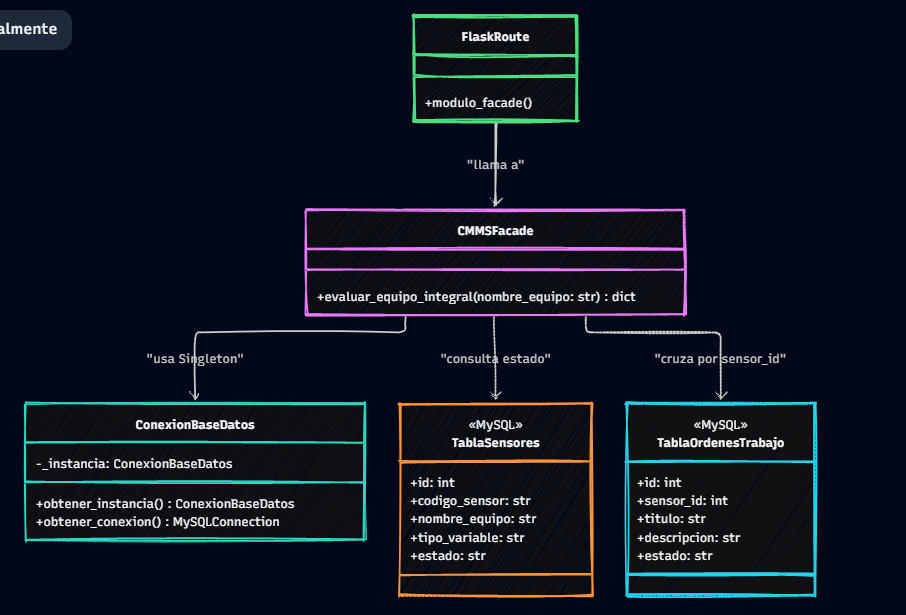 almente
FlaskRoute
+modulo_facade()
"llama a"
CMMSFacade
+evaluar_equipo_integral(nombre_equipo: str) : dict
"usa Singleton"
"consulta estado"
"cruza por sensor_id"
ConexionBaseDatos
-_instancia: ConexionBaseDatos
+obtener_instancia() : ConexionBaseDatos
+obtener_conexion() : MySQLConnection
«MySQL»
TablaSensores
+id: int
+codigo_sensor: str
+nombre_equipo: str
+tipo_variable: str
+estado: str
«MySQL»
TablaOrdenesTrabajo
+id: int
+sensor_id: int
+titulo: str
+descripcion: str
+estado: str